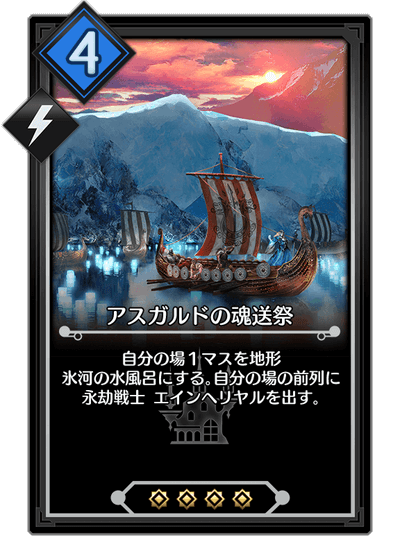 4
アスガルドの魂送祭
自分の場1マスを地形
氷河の水風呂にする。自分の場の前列に
永劫戦士 エインヘリヤルを出す。